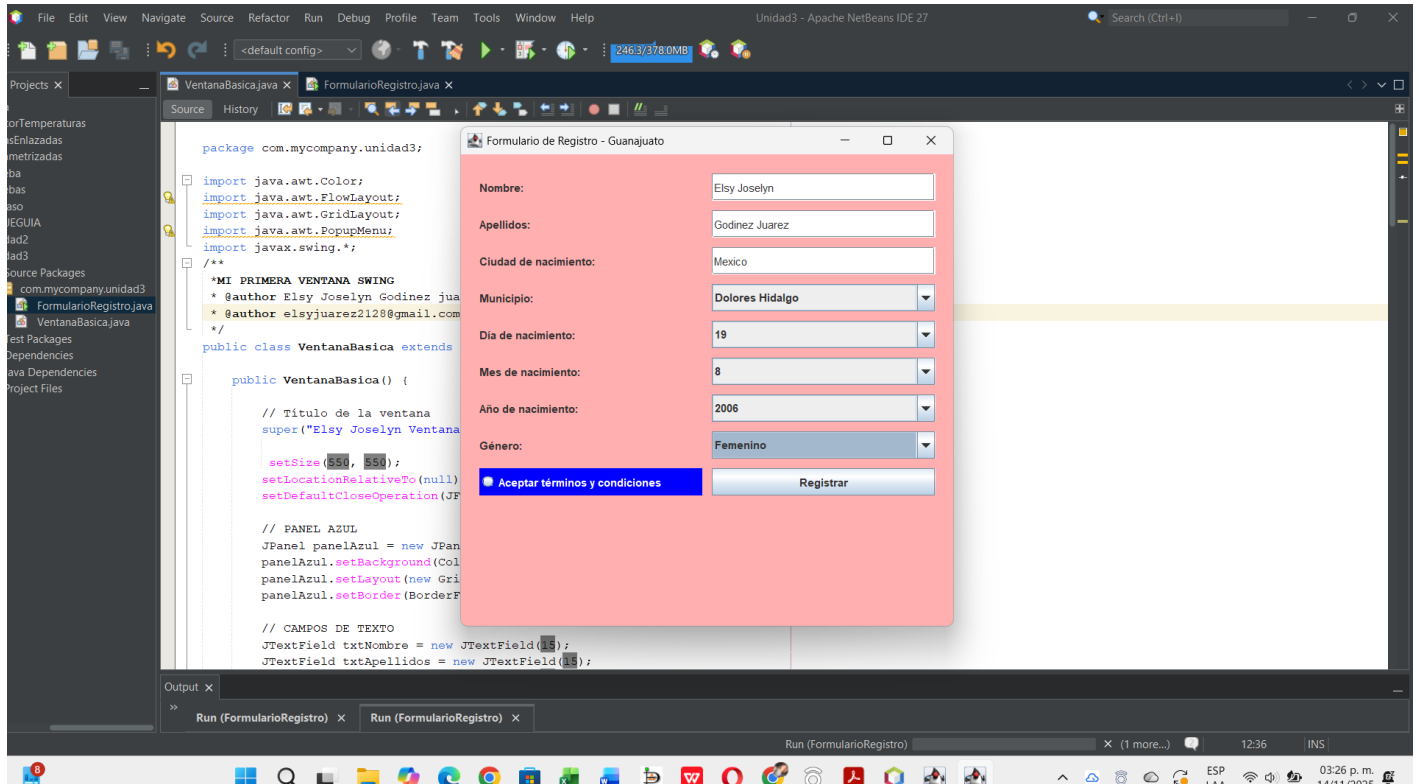 File Edit View Navigate Source Refactor Run Debug Profile Team Tools Window Help
Unidad3 - Apache NetBeans IDE 27
Search (Ctrl+I)
<default config>
246.3/378.0MB
Projects
VentanaBasica.java
FormularioRegistro.java
Source History
orTemperaturas
sEnlazadas
ametrizadas
ba
bas
aso
JEGUIA
dad2
dad3
Source Packages
com.mycompany.unidad3
FormularioRegistro.java
VentanaBasica.java
Test Packages
Dependencies
ava Dependencies
Project Files
package com.mycompany.unidad3;
import java.awt.Color;
import java.awt.FlowLayout;
import java.awt.GridLayout;
import java.awt.PopupMenu;
import javax.swing.*;
/**
*MI PRIMERA VENTANA SWING
* @author Elsy Joselyn Godinez jua
* @author elsyjuarez2128@gmail.com
*/
public class VentanaBasica extends
public VentanaBasica() {
// Título de la ventana
super("Elsy Joselyn Ventana
setSize(550, 550);
setLocationRelativeTo(null)
setDefaultCloseOperation(JF
// PANEL AZUL
JPanel panelAzul = new JPan
panelAzul.setBackground(Col
panelAzul.setLayout(new Gri
panelAzul.setBorder(BorderF
// CAMPOS DE TEXTO
JTextField txtNombre = new JTextField(15);
JTextField txtApellidos = new JTextField(15);
Formulario de Registro - Guanajuato
Nombre: Elsy Joselyn
Apellidos: Godinez Juarez
Ciudad de nacimiento: Mexico
Municipio: Dolores Hidalgo
Día de nacimiento: 19
Mes de nacimiento: 8
Año de nacimiento: 2006
Género: Femenino
Aceptar términos y condiciones Registrar
Output
Run (FormularioRegistro) Run (FormularioRegistro)
Run (FormularioRegistro) (1 more...) 12:36 INS
8
ESP
03:26 p. m.
14/11/2025